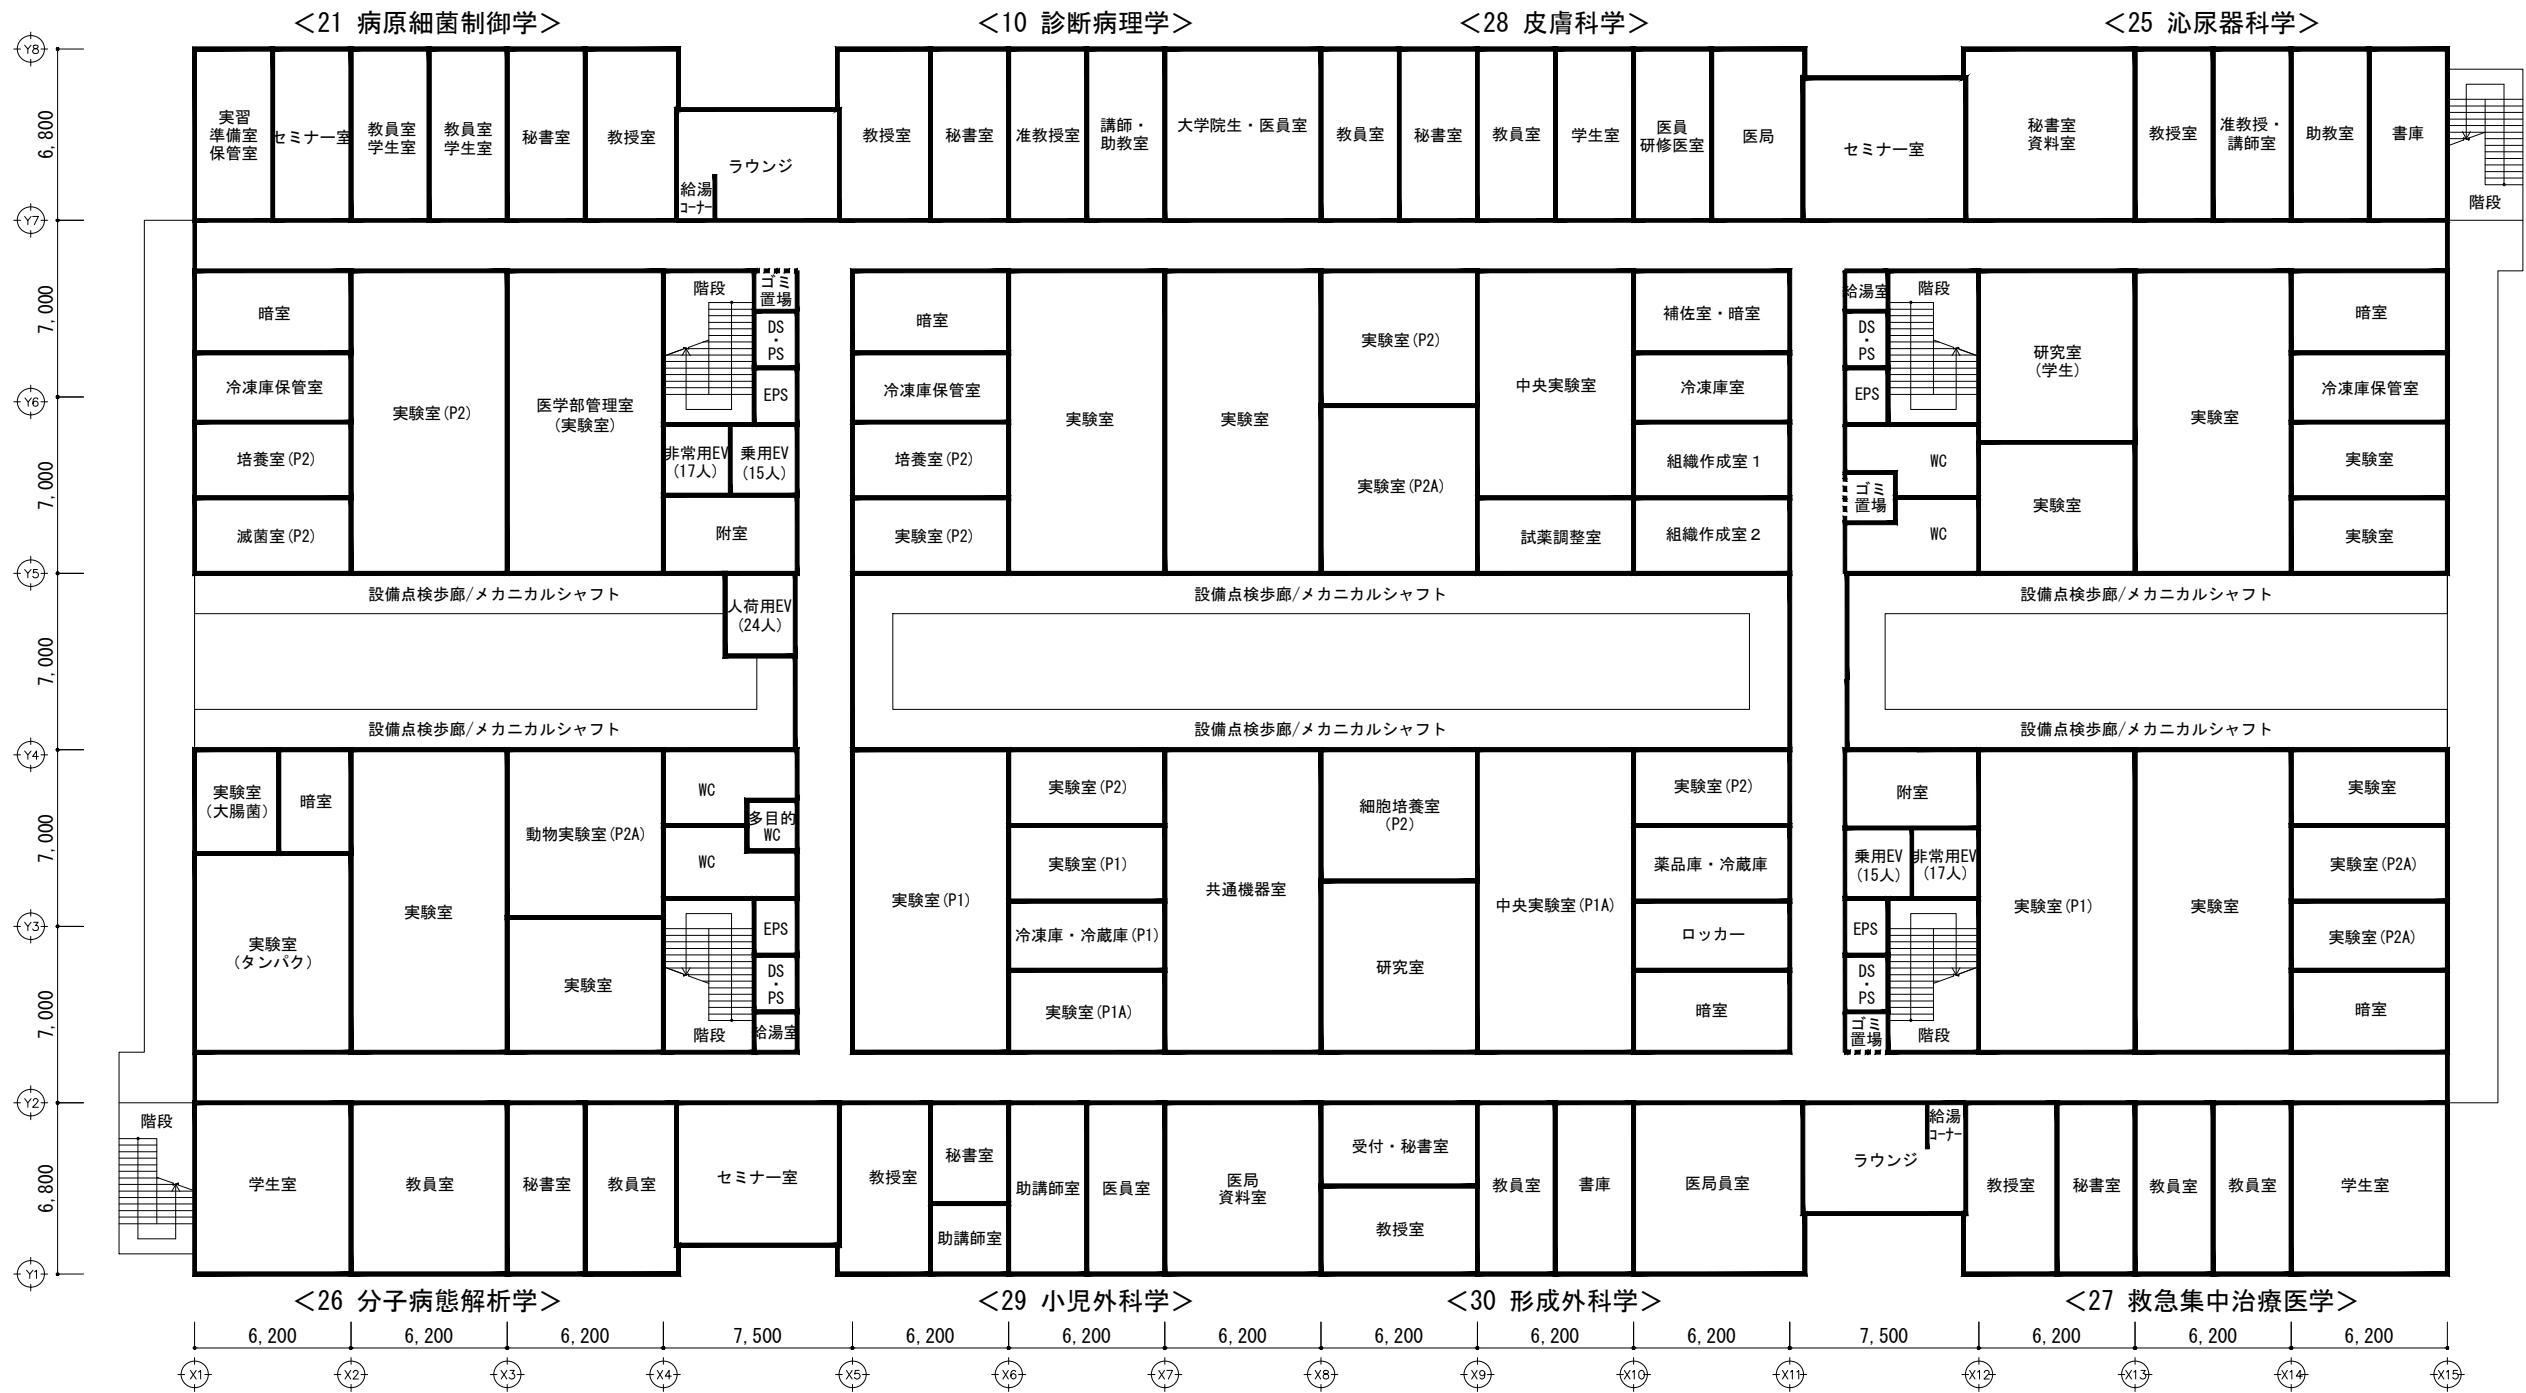 <21 病原細菌制御学>
<10 診断病理学>
<28 皮膚科学>
<25 泌尿器科学>
Y8
6,800
実習
準備室
保管室
セミナー室
教員室
学生室
教員室
学生室
秘書室
教授室
ラウンジ
給湯
コーナー
教授室
秘書室
准教授室
講師・
助教室
大学院生・医員室
教員室
秘書室
教員室
学生室
医員
研修医室
医局
セミナー室
秘書室
資料室
教授室
准教授・
講師室
助教室
書庫
階段
Y7
7,000
暗室
冷凍庫保管室
培養室(P2)
滅菌室(P2)
実験室(P2)
医学部管理室
(実験室)
階段
ゴミ
置場
DS
・
PS
EPS
非常用EV
(17人)
乗用EV
(15人)
附室
暗室
冷凍庫保管室
培養室(P2)
実験室(P2)
実験室
実験室
実験室(P2)
実験室(P2A)
中央実験室
試薬調整室
補佐室・暗室
冷凍庫室
組織作成室1
組織作成室2
給湯室
階段
DS
・
PS
EPS
WC
ゴミ
置場
WC
研究室
(学生)
実験室
実験室
暗室
冷凍庫保管室
実験室
実験室
Y6
7,000
Y5
設備点検歩廊/メカニカルシャフト
人荷用EV
(24人)
設備点検歩廊/メカニカルシャフト
設備点検歩廊/メカニカルシャフト
7,000
設備点検歩廊/メカニカルシャフト
設備点検歩廊/メカニカルシャフト
設備点検歩廊/メカニカルシャフト
Y4
7,000
実験室
(大腸菌)
暗室
実験室
(タンパク)
実験室
動物実験室(P2A)
実験室
WC
多目的
WC
WC
EPS
DS
・
PS
階段
給湯室
実験室(P1)
実験室(P2)
実験室(P1)
冷凍庫・冷蔵庫(P1)
実験室(P1A)
共通機器室
細胞培養室
(P2)
研究室
中央実験室(P1A)
実験室(P2)
薬品庫・冷蔵庫
ロッカー
暗室
附室
乗用EV
(15人)
非常用EV
(17人)
EPS
DS
・
PS
ゴミ
置場
階段
実験室(P1)
実験室
実験室
実験室(P2A)
実験室(P2A)
暗室
Y3
7,000
Y2
6,800
階段
学生室
教員室
秘書室
教員室
セミナー室
教授室
秘書室
助講師室
助講師室
医員室
医局
資料室
受付・秘書室
教授室
教員室
書庫
医局員室
ラウンジ
給湯
コーナー
教授室
秘書室
教員室
教員室
学生室
Y1
<26 分子病態解析学>
<29 小児外科学>
<30 形成外科学>
<27 救急集中治療医学>
6,200
6,200
6,200
7,500
6,200
6,200
6,200
6,200
6,200
6,200
7,500
6,200
6,200
6,200
X1
X2
X3
X4
X5
X6
X7
X8
X9
X10
X11
X12
X13
X14
X15